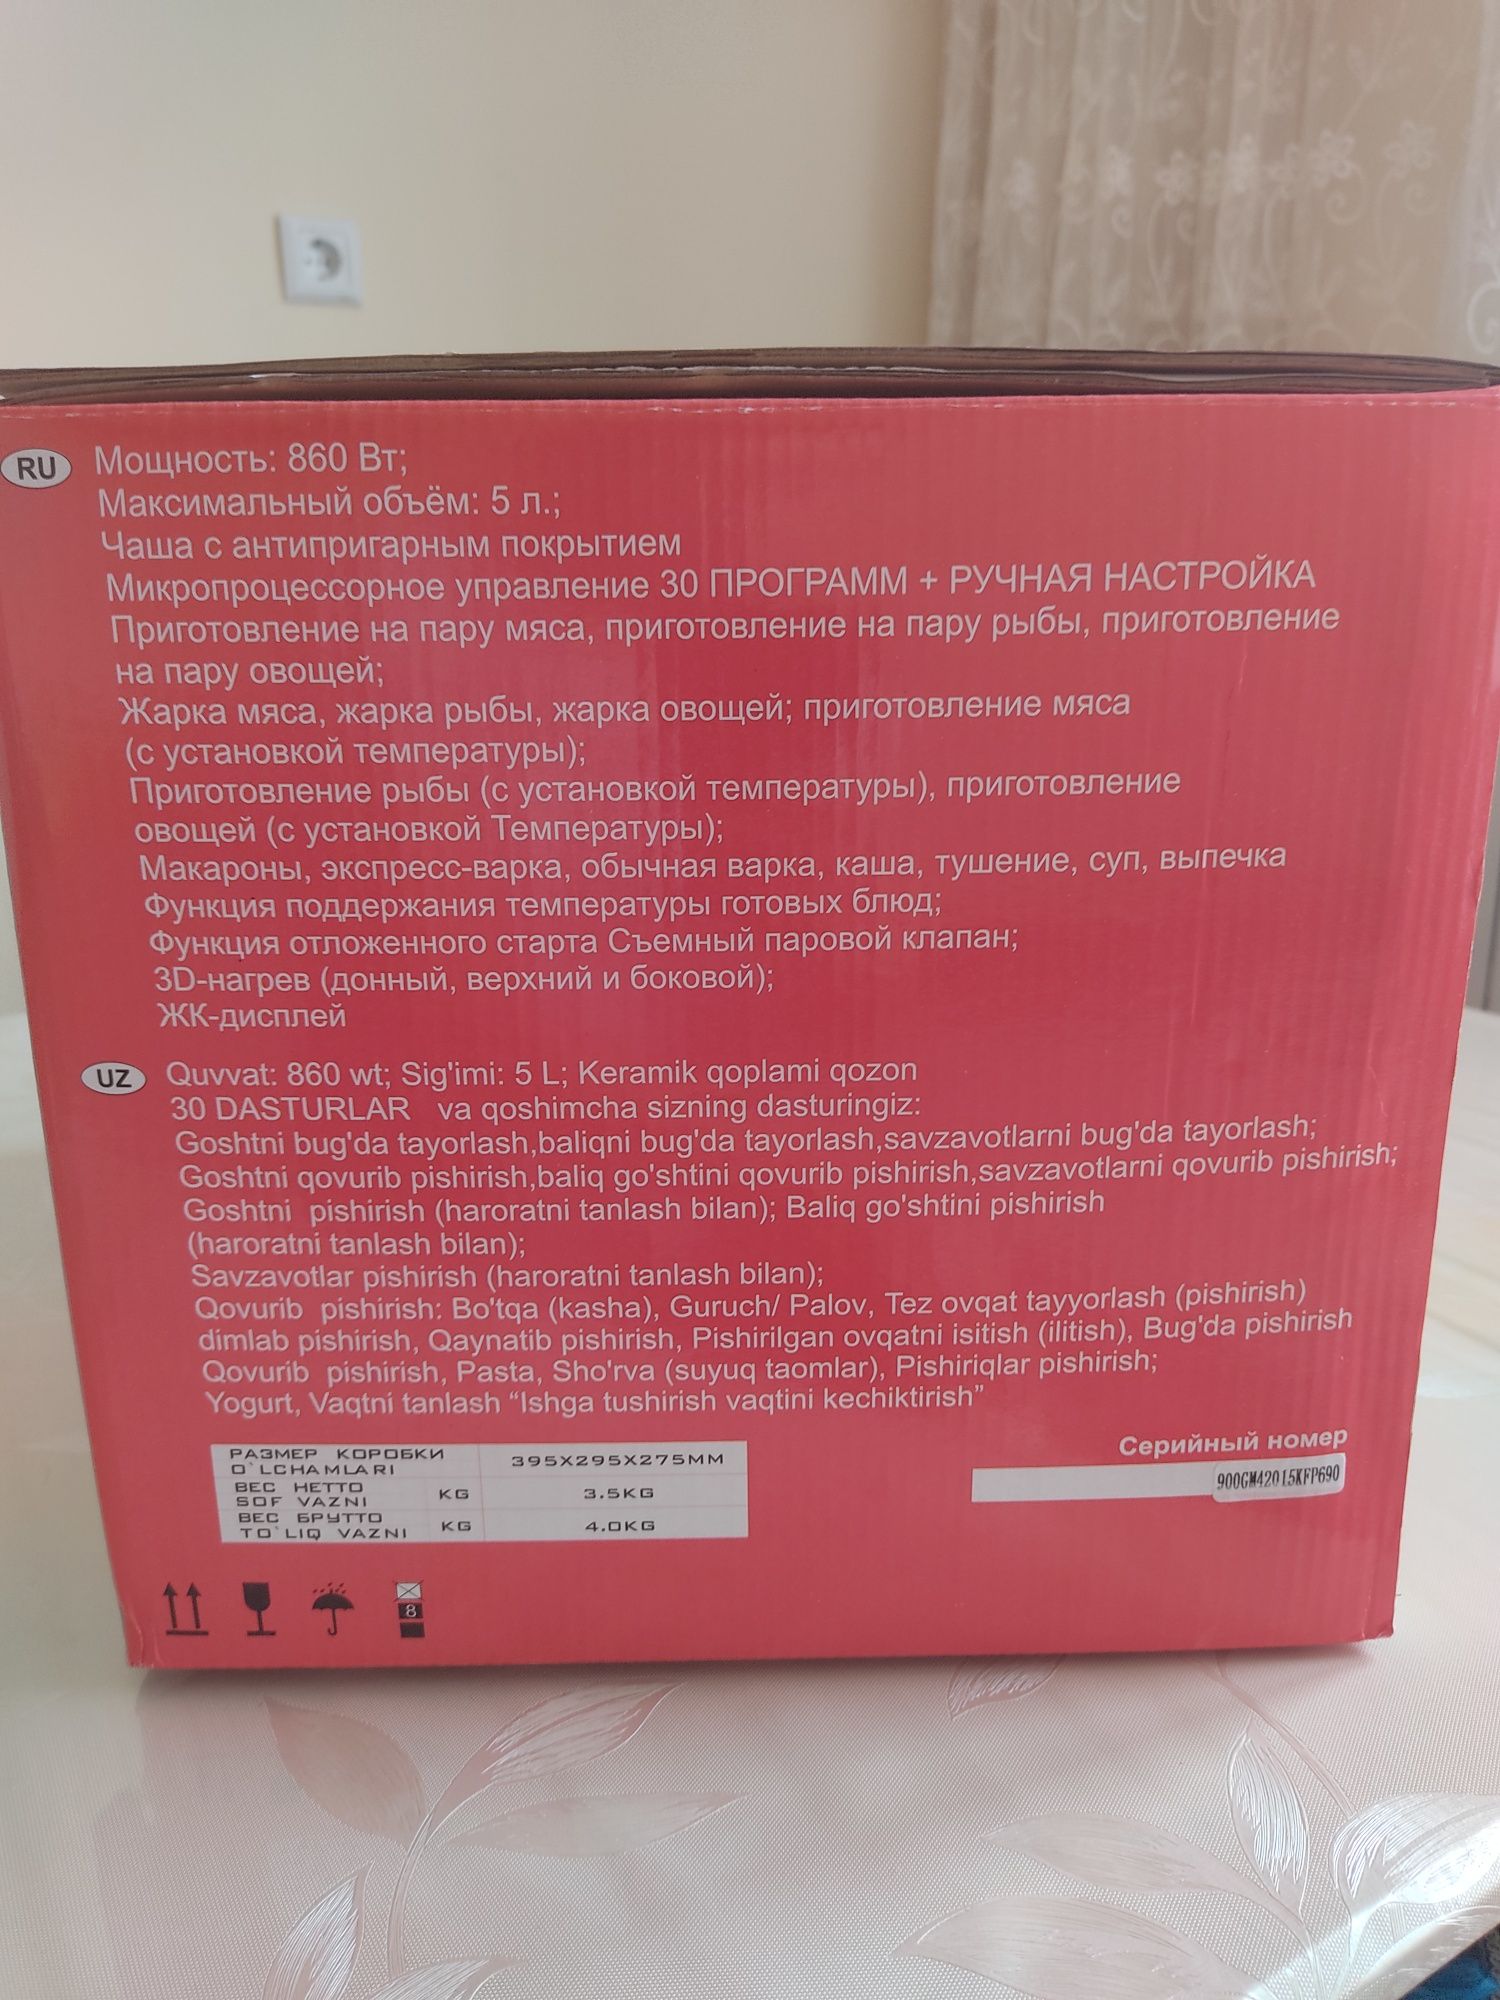 RU
Мощность: 860 Вт;
Максимальный объём: 5 л.;
Чаша с антипригарным покрытием
Микропроцессорное управление 30 ПРОГРАММ + РУЧНАЯ НАСТРОЙКА
Приготовление на пару мяса, приготовление на пару рыбы, приготовление
на пару овощей;
Жарка мяса, жарка рыбы, жарка овощей; приготовление мяса
(с установкой температуры);
Приготовление рыбы (с установкой температуры), приготовление
овощей (с установкой Температуры);
Макароны, экспресс-варка, обычная варка, каша, тушение, суп, выпечка
Функция поддержания температуры готовых блюд;
Функция отложенного старта Съемный паровой клапан;
3D-нагрев (донный, верхний и боковой);
ЖК-дисплей
UZ
Quvvat: 860 wt; Sig'imi: 5 L; Keramik qoplami qozon
30 DASTURLAR va qoshimcha sizning dasturingiz:
Goshtni bug'da tayorlash,baliqni bug'da tayorlash,savzavotlarni bug'da tayorlash;
Goshtni qovurib pishirish,baliq go'shtini qovurib pishirish,savzavotlarni qovurib pishirish;
Goshtni pishirish (haroratni tanlash bilan); Baliq go'shtini pishirish
(haroratni tanlash bilan);
Savzavotlar pishirish (haroratni tanlash bilan);
Qovurib pishirish: Bo'tqa (kasha), Guruch/ Palov, Tez ovqat tayyorlash (pishirish)
dimlab pishirish, Qaynatib pishirish, Pishirilgan ovqatni isitish (ilitish), Bug'da pishirish
Qovurib pishirish, Pasta, Sho'rva (suyuq taomlar), Pishiriqlar pishirish;
Yogurt, Vaqtni tanlash “Ishga tushirish vaqtini kechiktirish”
РАЗМЕР КОРОБКИ
O`LCHAMLARI
395X295X275MM
ВЕС НЕТТО
SOF VAZNI
KG
3.5KG
ВЕС БРУТТО
TO`LIQ VAZNI
KG
4.0KG
Серийный номер
900GM42015KFP690
8